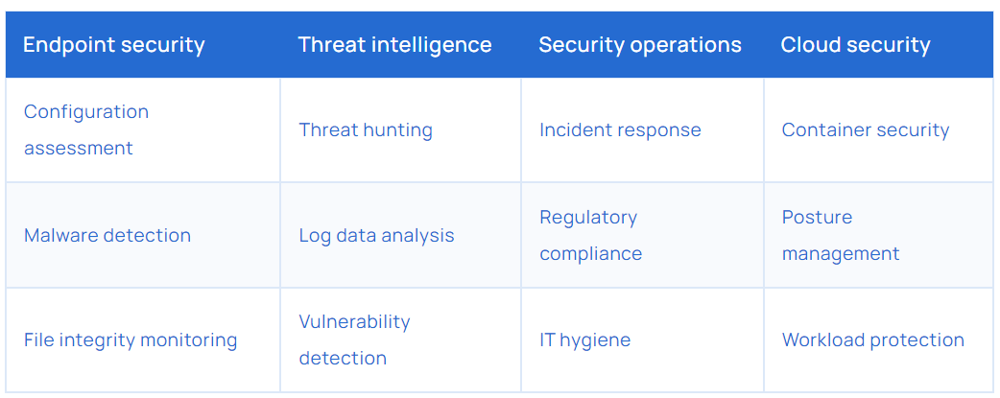 Endpoint security
Threat intelligence
Security operations
Cloud security
Configuration
assessment
Threat hunting
Incident response
Container security
Malware detection
Log data analysis
Regulatory
compliance
Posture
management
File integrity monitoring
Vulnerability
detection
IT hygiene
Workload protection